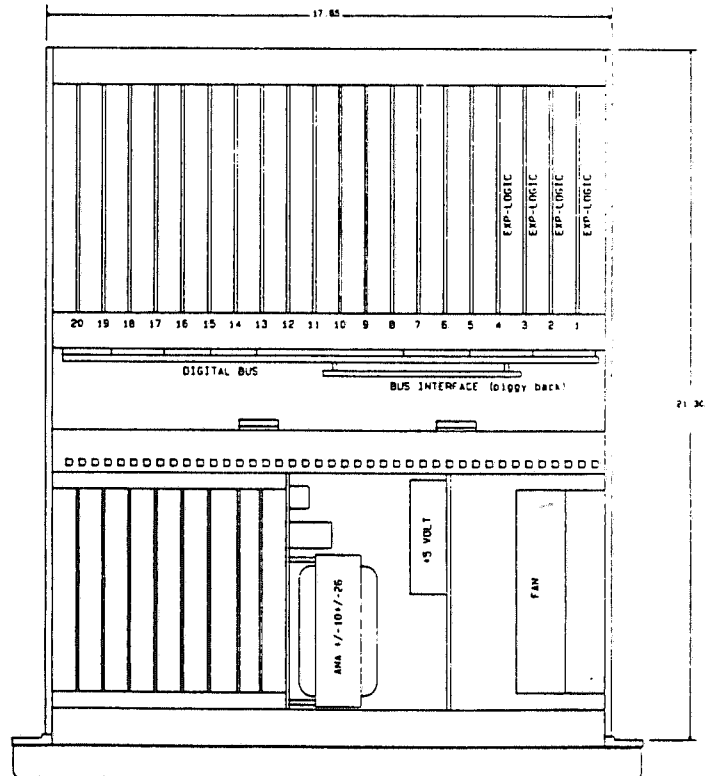 17.85
EXP-LOGIC
EXP-LOGIC
EXP-LOGIC
EXP-LOGIC
20 19 18 17 16 15 14 13 12 11 10 9 8 7 6 5 4 3 2 1
DIGITAL BUS
BUS INTERFACE (piggy back)
21.30
+5 VOLT
FAN
ANA +/-10+/-26